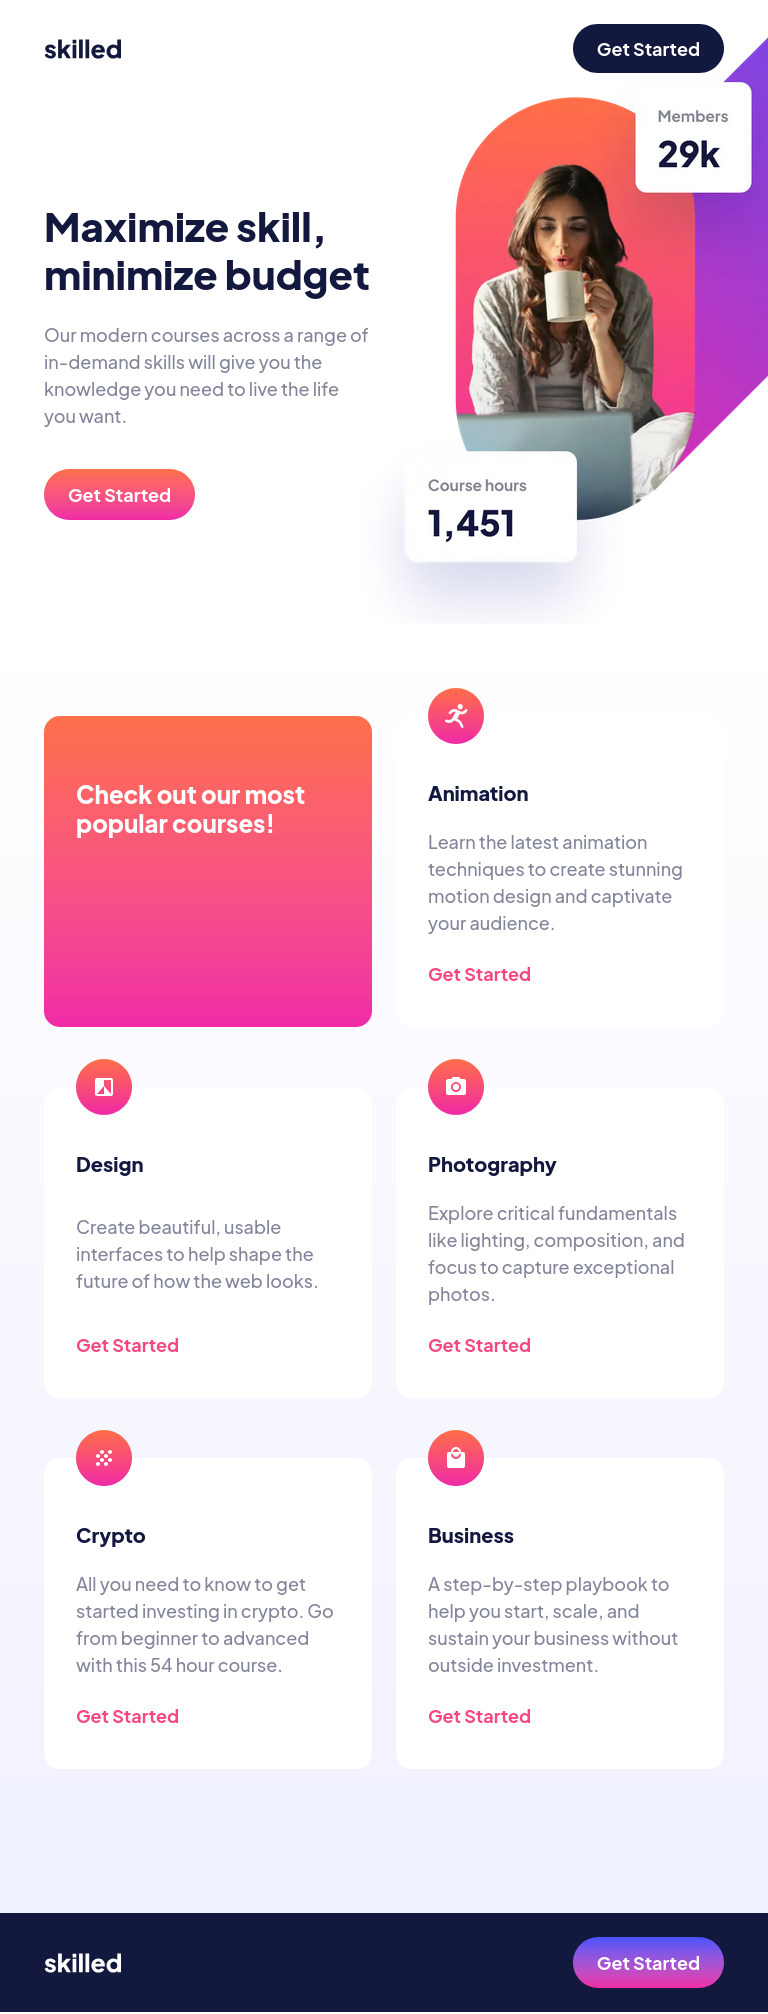 skilled
Get Started
Members
29k
Maximize skill,
minimize budget
Our modern courses across a range of
in-demand skills will give you the
knowledge you need to live the life
you want.
Get Started
Course hours
1,451
Check out our most
popular courses!
Animation
Learn the latest animation
techniques to create stunning
motion design and captivate
your audience.
Get Started
Design
Create beautiful, usable
interfaces to help shape the
future of how the web looks.
Get Started
Photography
Explore critical fundamentals
like lighting, composition, and
focus to capture exceptional
photos.
Get Started
Crypto
All you need to know to get
started investing in crypto. Go
from beginner to advanced
with this 54 hour course.
Get Started
Business
A step-by-step playbook to
help you start, scale, and
sustain your business without
outside investment.
Get Started
skilled
Get Started